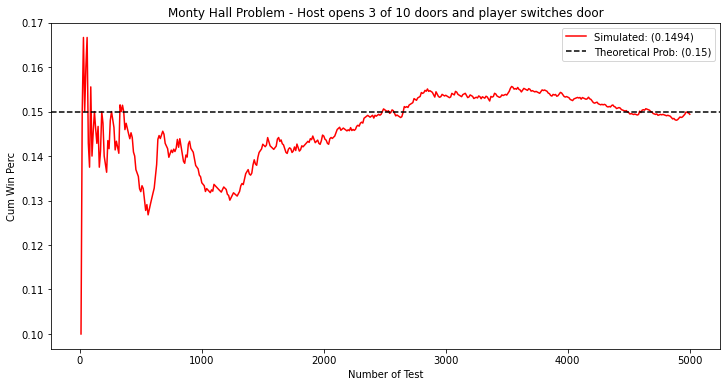 Monty Hall Problem - Host opens 3 of 10 doors and player switches door
Simulated: (0.1494)
Theoretical Prob: (0.15)
Cum Win Perc
0.17
0.16
0.15
0.14
0.13
0.12
0.11
0.10
0
1000
2000
3000
4000
5000
Number of Test